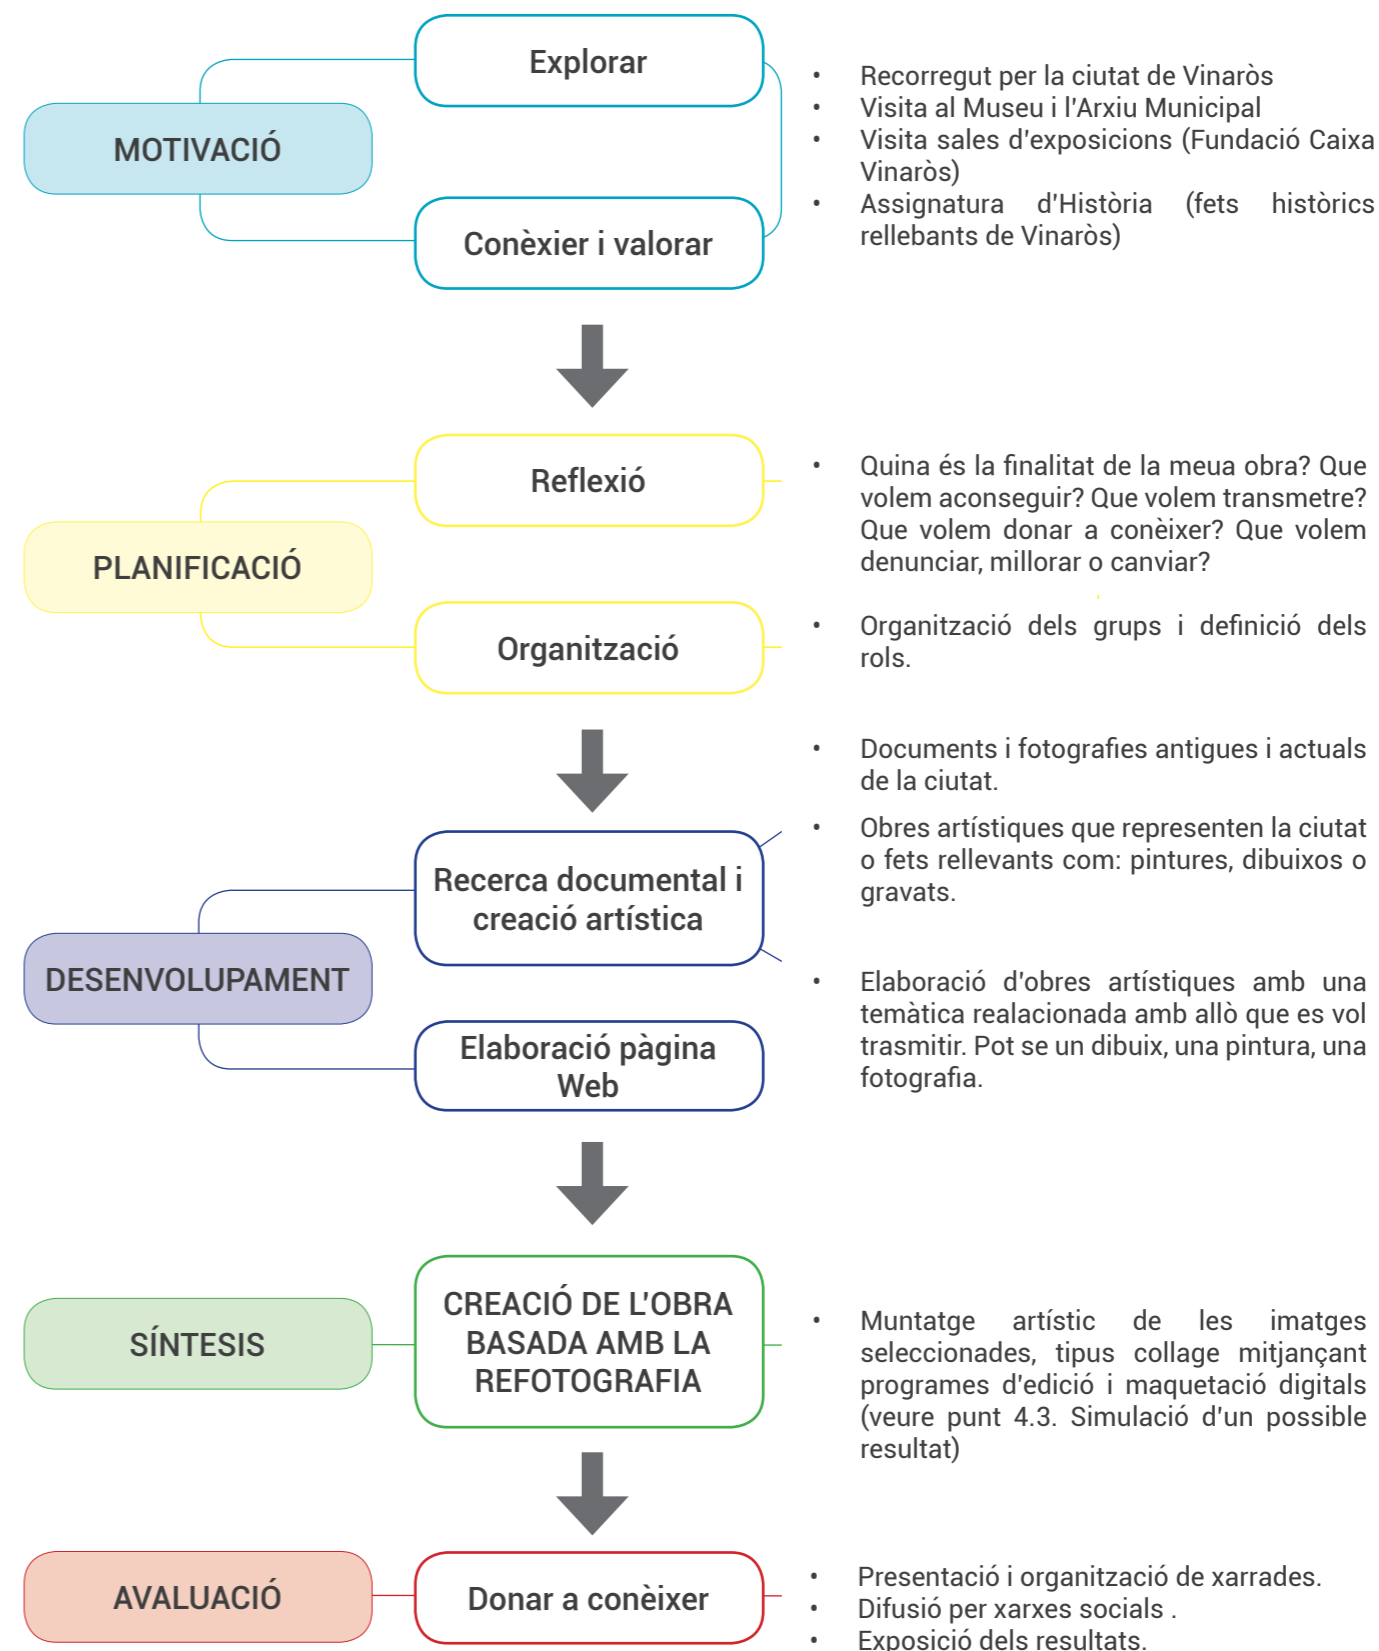 MOTIVACIÓ
Explorar
Conèxier i valorar
• Recorregut per la ciutat de Vinaròs
• Visita al Museu i l'Arxiu Municipal
• Visita sales d'exposicions (Fundació Caixa
Vinaròs)
• Assignatura d'Història (fets històrics
rellebants de Vinaròs)
PLANIFICACIÓ
Reflexió
• Quina és la finalitat de la meua obra? Que
volem aconseguir? Que volem transmetre?
Que volem donar a conèixer? Que volem
denunciar, millorar o canviar?
Organització
• Organització dels grups i definició dels
rols.
DESENVOLUPAMENT
Recerca documental i
creació artística
• Documents i fotografies antigues i actuals
de la ciutat.
• Obres artístiques que representen la ciutat
o fets rellevants com: pintures, dibuixos o
gravats.
• Elaboració d'obres artístiques amb una
temàtica realacionada amb allò que es vol
trasmitir. Pot se un dibuix, una pintura, una
fotografia.
Elaboració pàgina
Web
SÍNTESIS
CREACIÓ DE L'OBRA
BASADA AMB LA
REFOTOGRAFIA
• Muntatge artístic de les imatges
seleccionades, tipus collage mitjançant
programes d'edició i maquetació digitals
(veure punt 4.3. Simulació d'un possible
resultat)
AVALUACIÓ
Donar a conèixer
• Presentació i organització de xarrades.
• Difusió per xarxes socials .
• Exposició dels resultats.